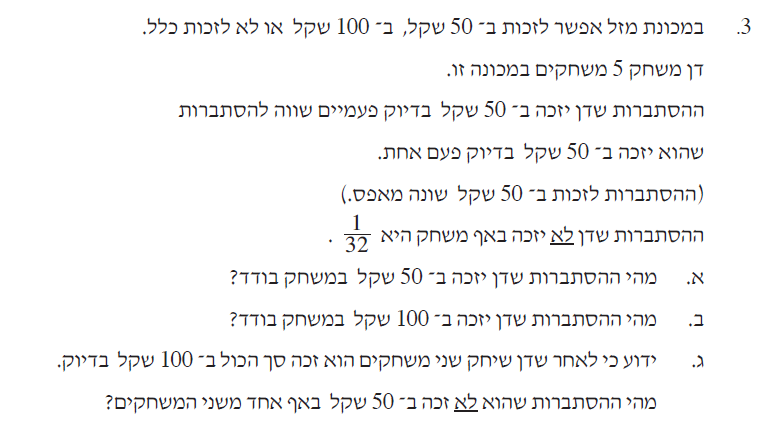 3. במכונת מזל אפשר לזכות ב־ 50 שקל, ב־ 100 שקל או לא לזכות כלל.
דן משחק 5 משחקים במכונה זו.
ההסתברות שדן יזכה ב־ 50 שקל בדיוק פעמיים שווה להסתברות
שהוא יזכה ב־ 50 שקל בדיוק פעם אחת.
(ההסתברות לזכות ב־ 50 שקל שונה מאפס.)
ההסתברות שדן לא יזכה באף משחק היא 1/32 .
א. מהי ההסתברות שדן יזכה ב־ 50 שקל במשחק בודד?
ב. מהי ההסתברות שדן יזכה ב־ 100 שקל במשחק בודד?
ג. ידוע כי לאחר שדן שיחק שני משחקים הוא זכה סך הכול ב־ 100 שקל בדיוק.
מהי ההסתברות שהוא לא זכה ב־ 50 שקל באף אחד משני המשחקים?